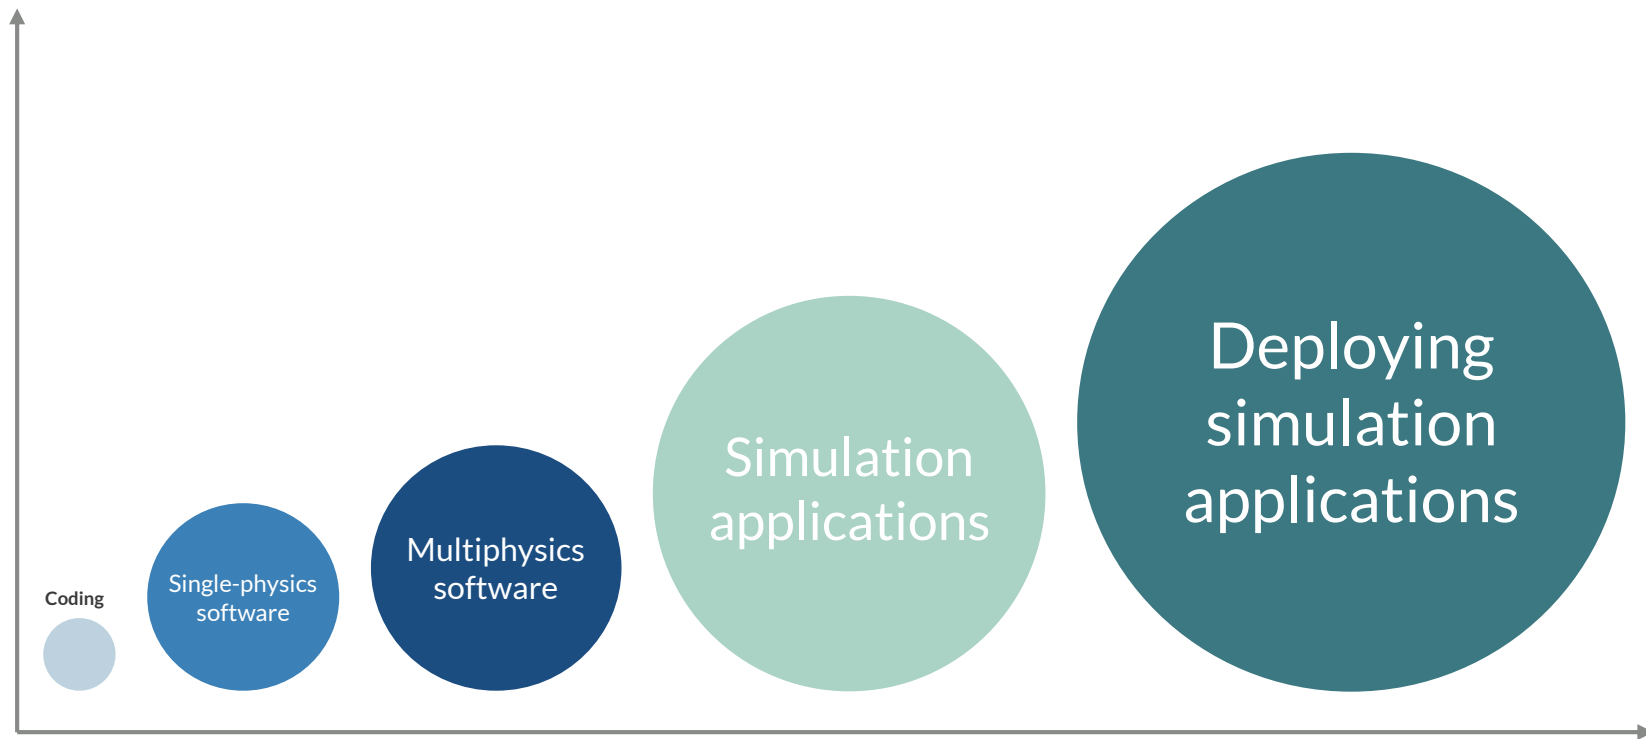 Coding
Single-physics
software
Multiphysics
software
Simulation
applications
Deploying
simulation
applications